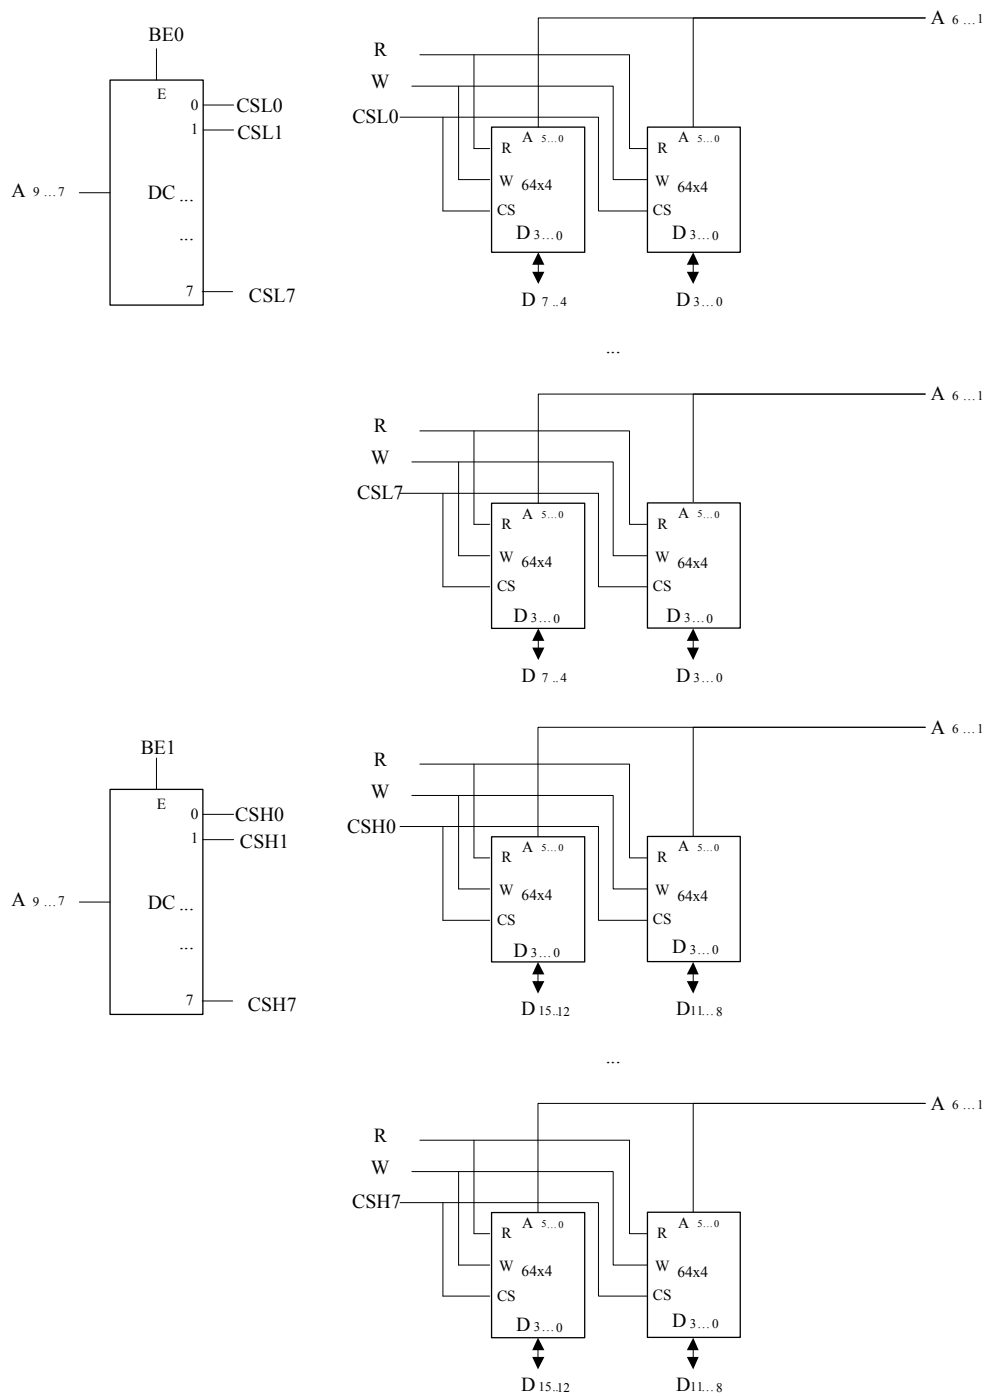 BE0
E
0 CSL0
1 CSL1
A 9 ...7
DC ...
...
7 CSL7
A 6 ...1
R
W
CSL0
A 5...0
R
W 64x4
CS
D 3...0
D 7 ..4
A 5...0
R
W 64x4
CS
D 3...0
D 3...0
...
A 6 ...1
R
W
CSL7
A 5...0
R
W 64x4
CS
D 3...0
D 7 ..4
A 5...0
R
W 64x4
CS
D 3...0
D 3...0
BE1
E
0 CSH0
1 CSH1
A 9 ...7
DC ...
...
7 CSH7
A 6 ...1
R
W
CSH0
A 5...0
R
W 64x4
CS
D 3...0
D 15..12
A 5...0
R
W 64x4
CS
D 3...0
D 11...8
...
A 6 ...1
R
W
CSH7
A 5...0
R
W 64x4
CS
D 3...0
D 15..12
A 5...0
R
W 64x4
CS
D 3...0
D 11...8